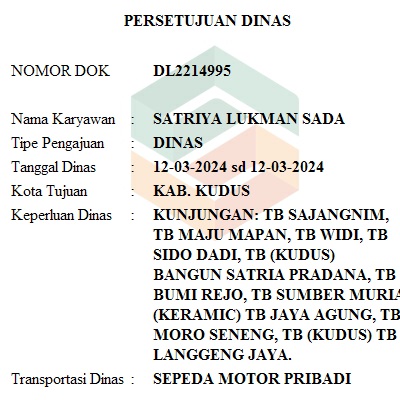 PERSETUJUAN DINAS
NOMOR DOK DL2214995
Nama Karyawan : SATRIYA LUKMAN SADA
Tipe Pengajuan : DINAS
Tanggal Dinas : 12-03-2024 sd 12-03-2024
Kota Tujuan : KAB. KUDUS
Keperluan Dinas : KUNJUNGAN: TB SAJANGNIM,
TB MAJU MAPAN, TB WIDI, TB
SIDO DADI, TB (KUDUS)
BANGUN SATRIA PRADANA, TB
BUMI REJO, TB SUMBER MURIA
(KERAMIC) TB JAYA AGUNG, TB
MORO SENENG, TB (KUDUS) TB
LANGGENG JAYA.
Transportasi Dinas : SEPEDA MOTOR PRIBADI